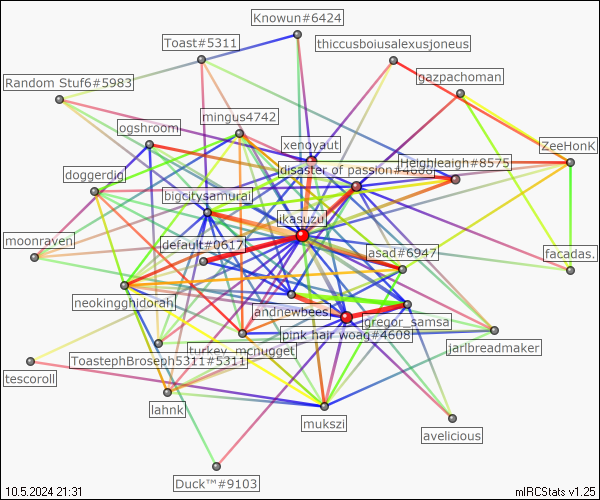 Knowun#6424
Toast#5311
thiccusboiusalexusjoneus
Random Stuf6#5983
gazpachoman
mingus4742
ogshroom
xenoyaut
ZeeHonK
disaster of passion#4686
Heighleaigh#8575
doggerdig
bigcitysamurai
ikasuzu
moonraven
default#0617
asad#6947
facadas.
neokingghidorah
andnewbees
gregor_samsa
pink hair woag#4608
turkey_mcnugget
jarlbreadmaker
ToastephBroseph5311#5311
tescoroll
lahnk
mukszi
avelicious
Duck™#9103
10.5.2024 21:31
mIRCStats v1.25